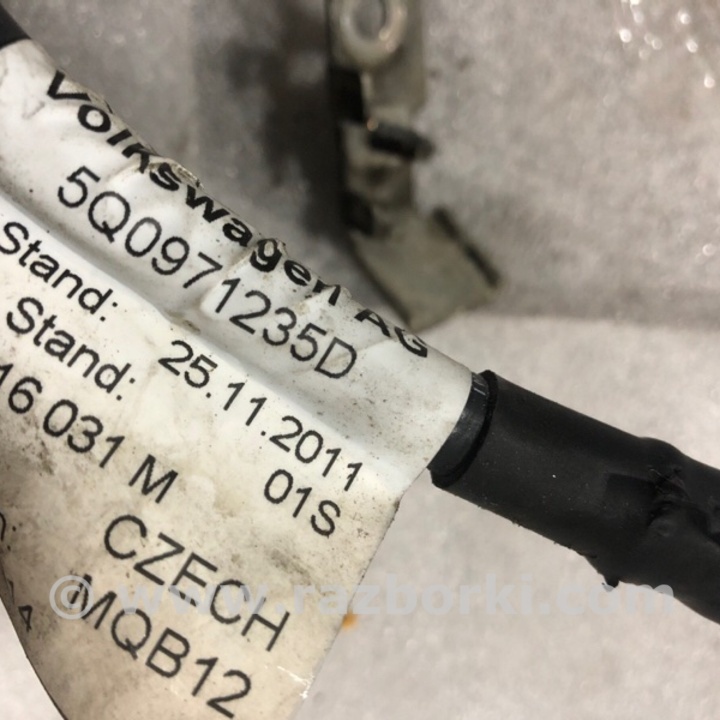 Volkswagen AG
5Q0971235D
Stand: 25.11.2011
Stand: 01S
16 031 M
CZECH
MQB12
© www.razborki.com